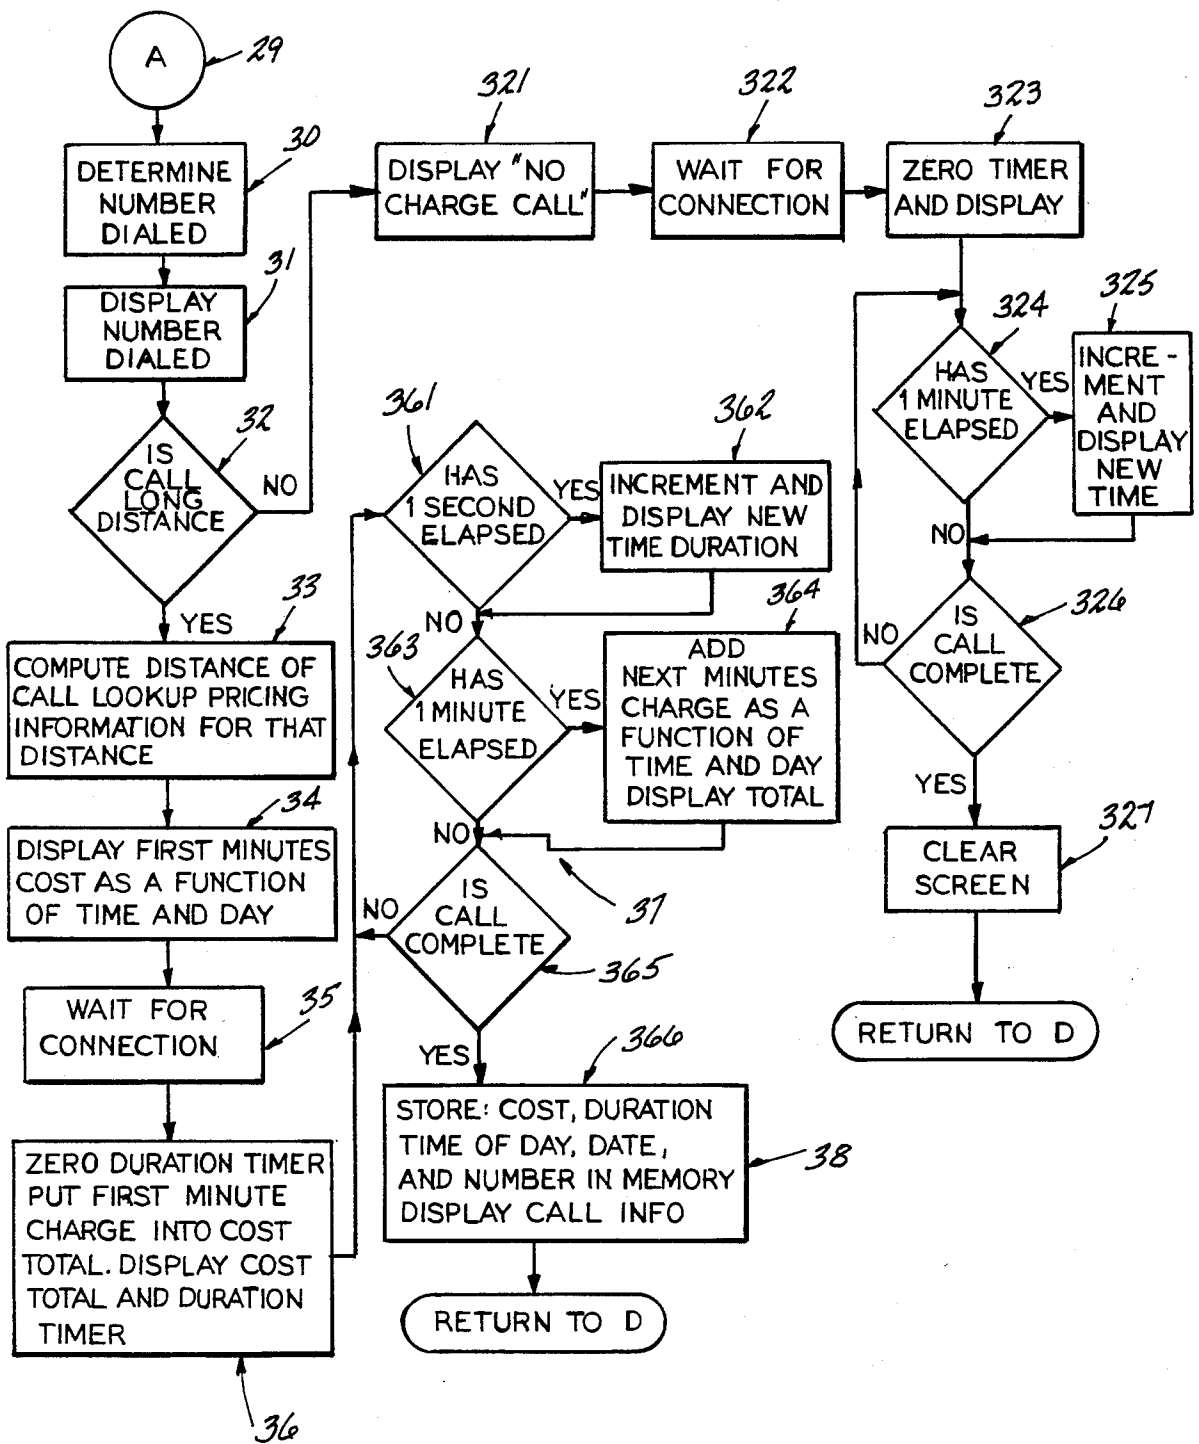 A
29
DETERMINE
NUMBER
DIALED
30
DISPLAY
NUMBER
DIALED
31
IS
CALL
LONG
DISTANCE
32
NO
YES
COMPUTE DISTANCE OF
CALL LOOKUP PRICING
INFORMATION FOR THAT
DISTANCE
33
DISPLAY FIRST MINUTES
COST AS A FUNCTION
OF TIME AND DAY
34
WAIT FOR
CONNECTION
35
ZERO DURATION TIMER
PUT FIRST MINUTE
CHARGE INTO COST
TOTAL. DISPLAY COST
TOTAL AND DURATION
TIMER
36
321
DISPLAY "NO
CHARGE CALL"
322
WAIT FOR
CONNECTION
323
ZERO TIMER
AND DISPLAY
324
HAS
1 MINUTE
ELAPSED
YES
325
INCRE-
MENT
AND
DISPLAY
NEW
TIME
NO
326
IS
CALL
COMPLETE
NO
YES
327
CLEAR
SCREEN
RETURN TO D
361
HAS
1 SECOND
ELAPSED
YES
362
INCREMENT AND
DISPLAY NEW
TIME DURATION
NO
363
HAS
1 MINUTE
ELAPSED
YES
364
ADD
NEXT MINUTES
CHARGE AS A
FUNCTION OF
TIME AND DAY
DISPLAY TOTAL
NO
37
IS
CALL
COMPLETE
NO
365
YES
366
STORE: COST, DURATION
TIME OF DAY, DATE,
AND NUMBER IN MEMORY
DISPLAY CALL INFO
38
RETURN TO D